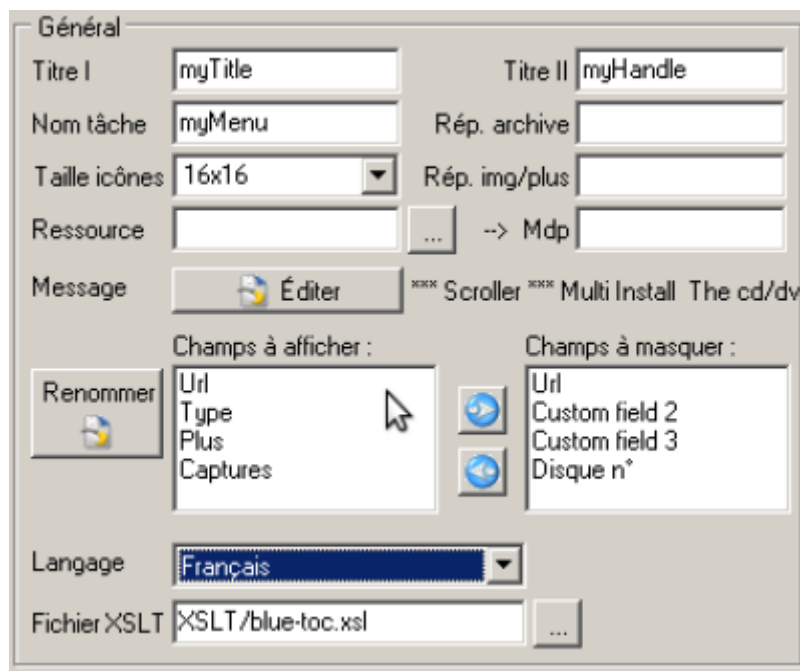 Général
Titre I myTitle Titre II myHandle
Nom tâche myMenu Rép. archive
Taille icônes 16x16 Rép. img/plus
Ressource ... --> Mdp
Message Éditer *** Scroller *** Multi Install The cd/dv
Champs à afficher : Champs à masquer :
Renommer
Url Url
Type Custom field 2
Plus Custom field 3
Captures Disque n°
Langage Français
Fichier XSLT XSLT/blue-toc.xsl ...